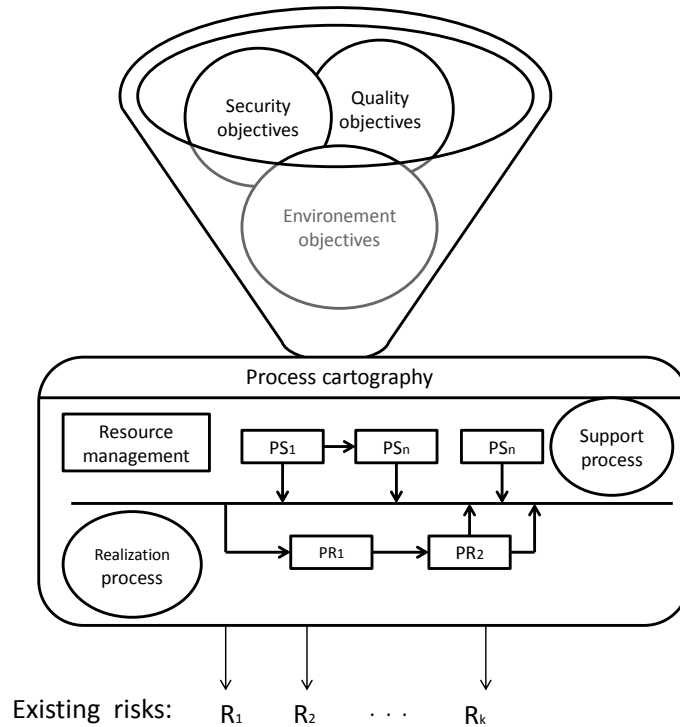 Security
objectives
Quality
objectives
Environement
objectives
Process cartography
Resource
management
PS1
PSn
PSn
Support
process
Realization
process
PR1
PR2
Existing risks: R1 R2 . . . Rk